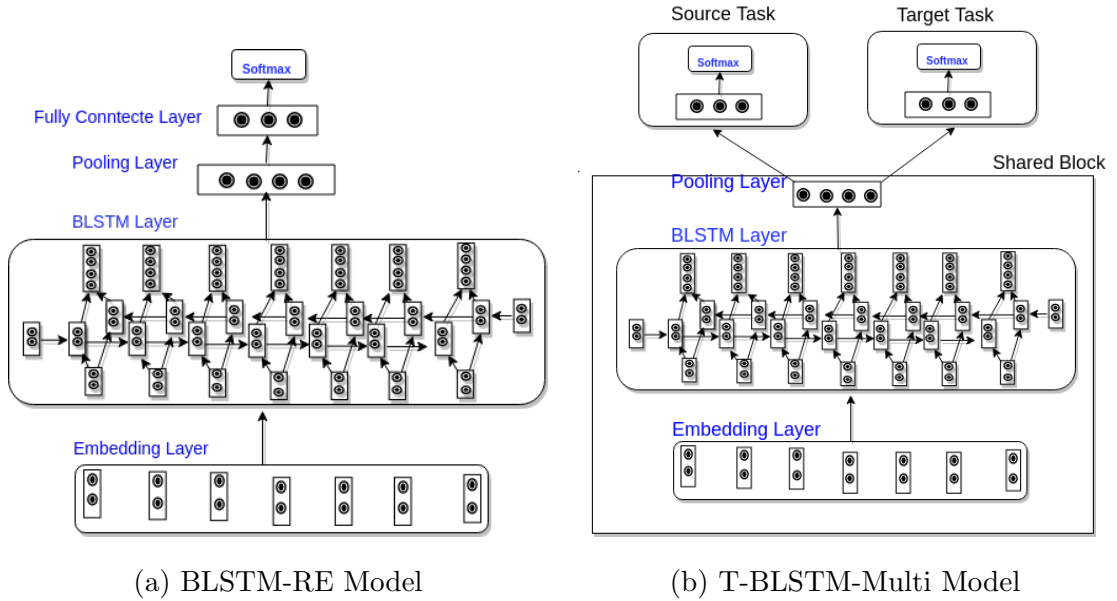 Softmax
Fully Conntecte Layer
Pooling Layer
BLSTM Layer
Embedding Layer
(a) BLSTM-RE Model
Source Task
Target Task
Softmax
Softmax
Shared Block
Pooling Layer
BLSTM Layer
Embedding Layer
(b) T-BLSTM-Multi Model